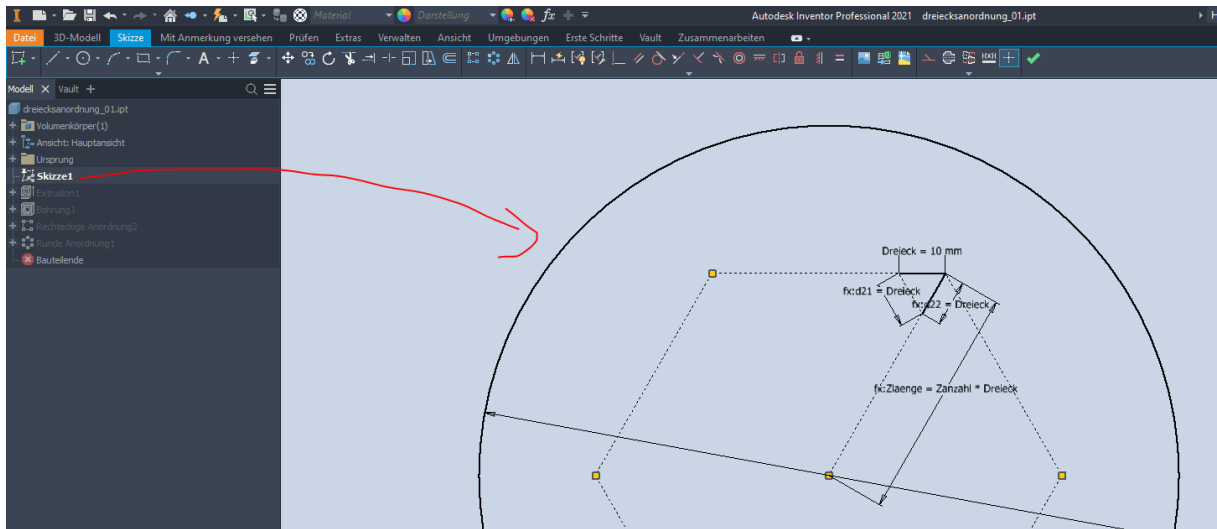 Material
Darstellung
fx
Autodesk Inventor Professional 2021 dreiecksanordnung_01.ipt
Datei 3D-Modell Skizze Mit Anmerkung versehen Prüfen Extras Verwalten Ansicht Umgebungen Erste Schritte Vault Zusammenarbeiten
Modell Vault
dreiecksanordnung_01.ipt
Volumenkörper(1)
Ansicht: Hauptansicht
Ursprung
Skizze1
Extrusion1
Bohrung1
Rechteckige Anordnung2
Runde Anordnung1
Bauteilende
Dreieck = 10 mm
fx:d21 = Dreieck
fx:d22 = Dreieck
fx:Zlaenge = Zanzahl * Dreieck